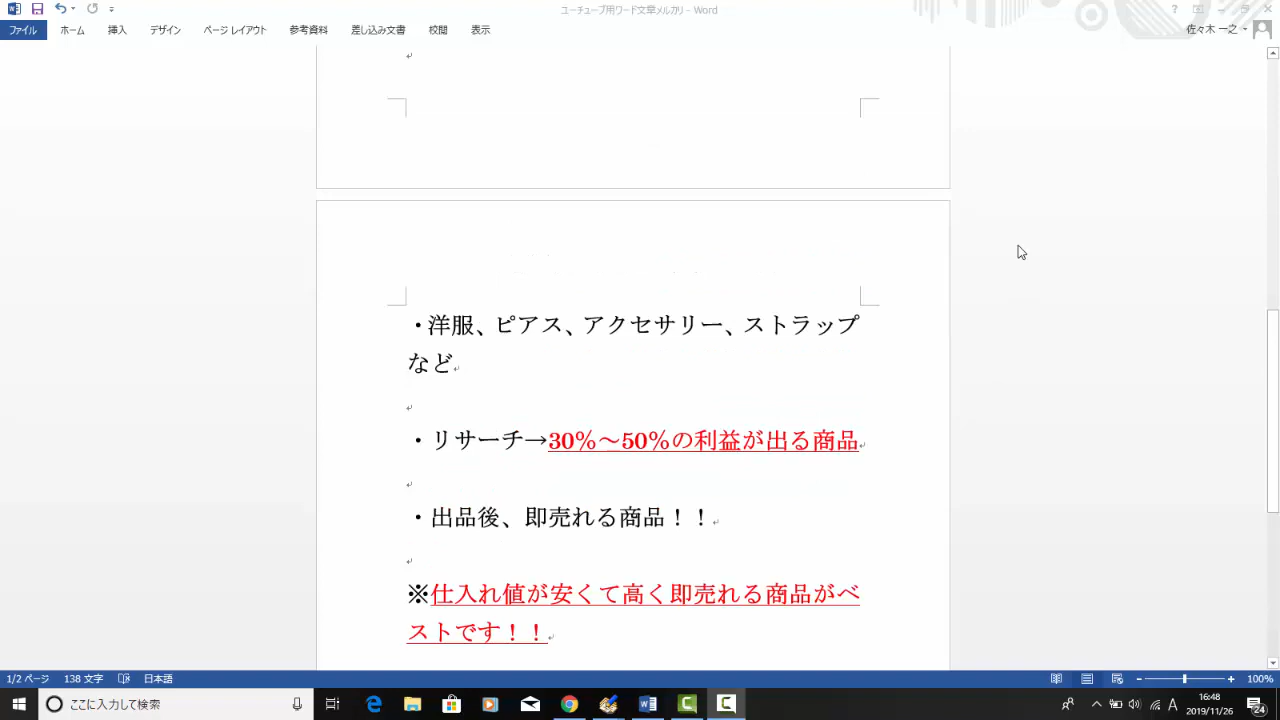 ユーチューブ用ワード文章メルカリ - Word
ファイル ホーム 挿入 デザイン ページ レイアウト 参考資料 差し込み文書 校閲 表示 佐々木 一之
・洋服、ピアス、アクセサリー、ストラップ
など
・リサーチ→30%～50%の利益が出る商品
・出品後、即売れる商品！！
※仕入れ値が安くて高く即売れる商品がベ
ストです！！
1/2 ページ 138 文字 日本語 100%
ここに入力して検索
A 16:48
2019/11/26
24